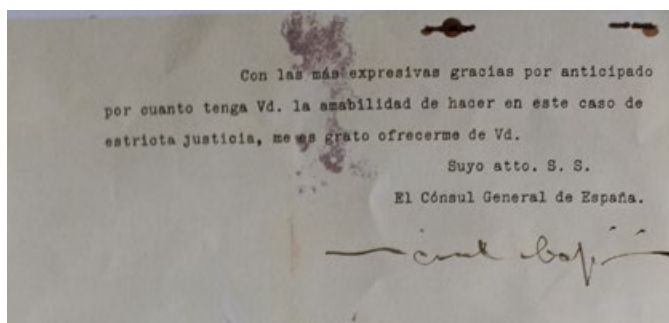 Con las más expresivas gracias por anticipado
por cuanto tenga Vd. la amabilidad de hacer en este caso de
estricta justicia, me es grato ofrecerme de Vd.
Suyo atto. S. S.
El Cónsul General de España.